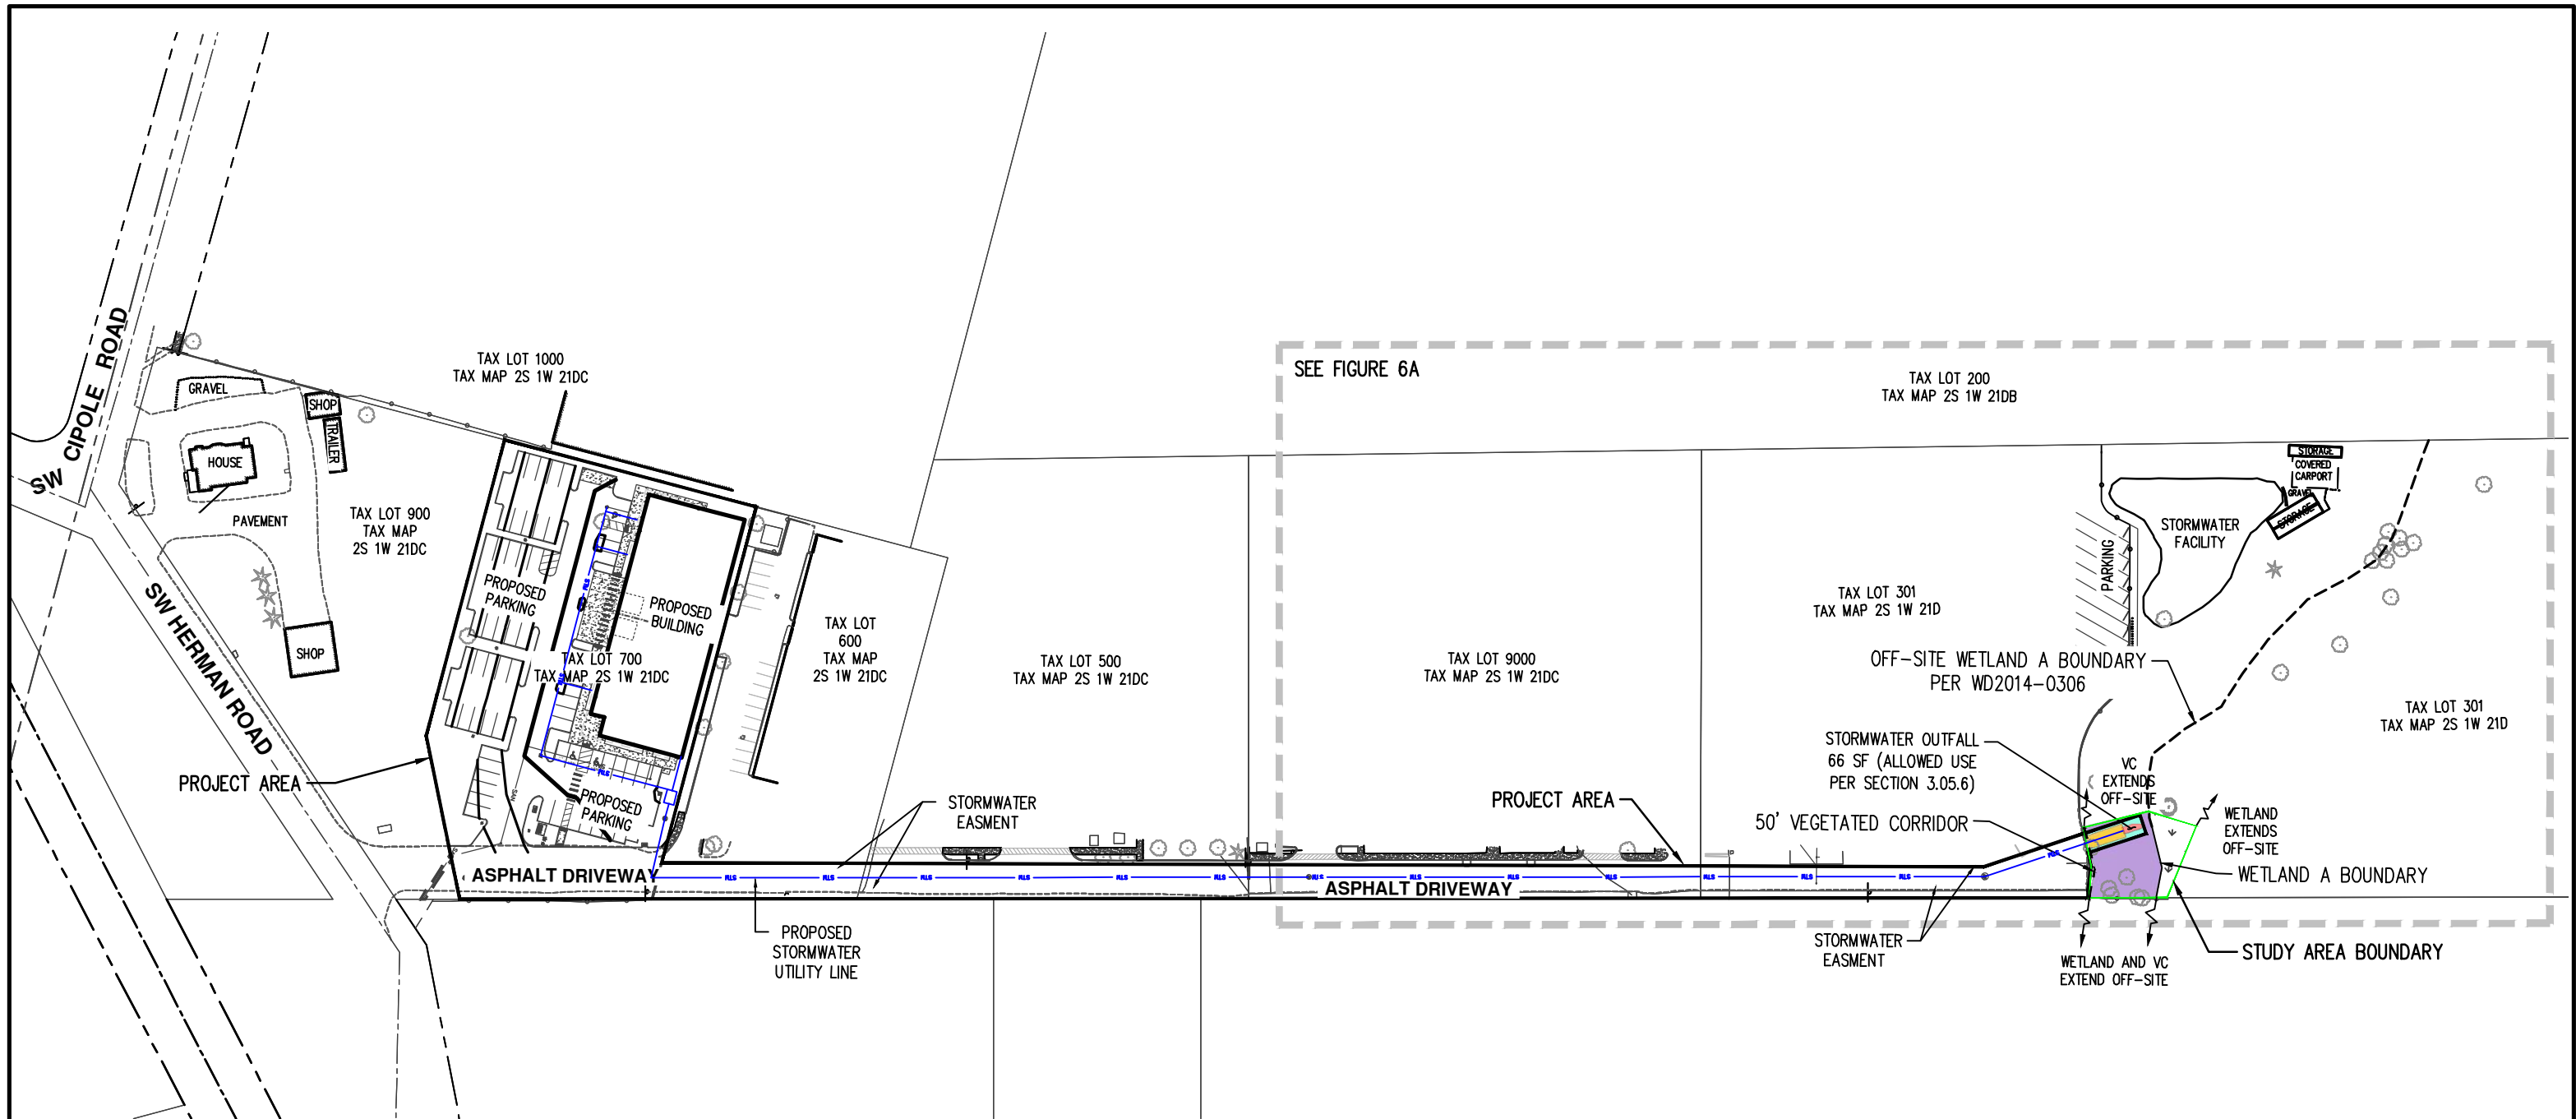 SW CIPOLE ROAD
SW HERMAN ROAD
GRAVEL
SHOP
TRAILER
HOUSE
PAVEMENT
SHOP
TAX LOT 900
TAX MAP
2S 1W 21DC
TAX LOT 1000
TAX MAP 2S 1W 21DC
PROPOSED
PARKING
PROPOSED
BUILDING
TAX LOT 700
TAX MAP 2S 1W 21DC
PROPOSED
PARKING
TAX LOT
600
TAX MAP
2S 1W 21DC
PROJECT AREA
ASPHALT DRIVEWAY
STORMWATER
EASMENT
PROPOSED
STORMWATER
UTILITY LINE
TAX LOT 500
TAX MAP 2S 1W 21DC
SEE FIGURE 6A
TAX LOT 200
TAX MAP 2S 1W 21DB
TAX LOT 9000
TAX MAP 2S 1W 21DC
PROJECT AREA
ASPHALT DRIVEWAY
TAX LOT 301
TAX MAP 2S 1W 21D
PARKING
STORMWATER
FACILITY
STORAGE
COVERED
CARPORT
GRAVEL
STORAGE
OFF-SITE WETLAND A BOUNDARY
PER WD2014-0306
TAX LOT 301
TAX MAP 2S 1W 21D
STORMWATER OUTFALL
66 SF (ALLOWED USE
PER SECTION 3.05.6)
50' VEGETATED CORRIDOR
VC
EXTENDS
OFF-SITE
WETLAND
EXTENDS
OFF-SITE
WETLAND A BOUNDARY
STORMWATER
EASMENT
WETLAND AND VC
EXTEND OFF-SITE
STUDY AREA BOUNDARY